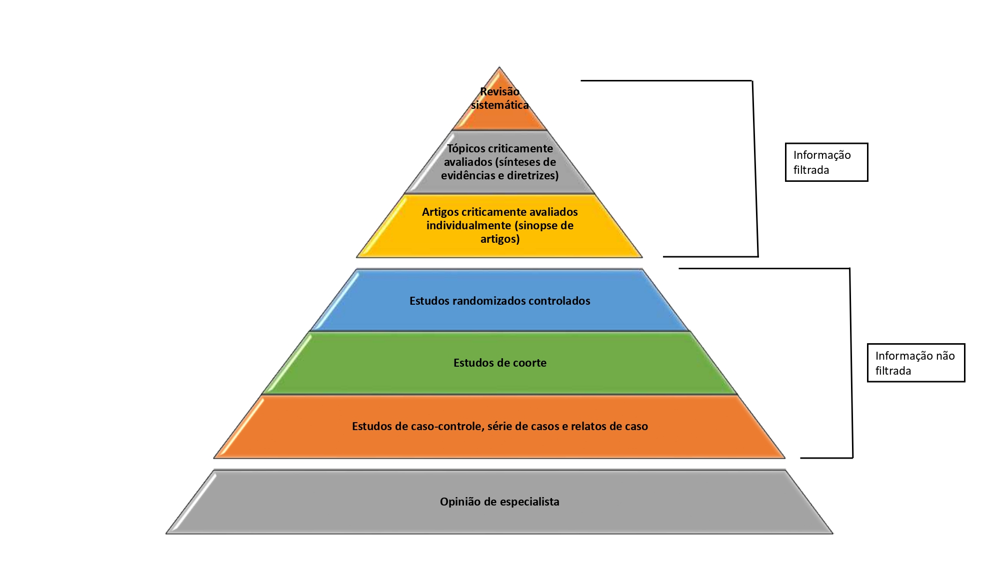 Revisão
sistemática
Tópicos criticamente
avaliados (sínteses de
evidências e diretrizes)
Informação
filtrada
Artigos criticamente avaliados
individualmente (sinopse de
artigos)
Estudos randomizados controlados
Estudos de coorte
Informação não
filtrada
Estudos de caso-controle, série de casos e relatos de caso
Opinião de especialista